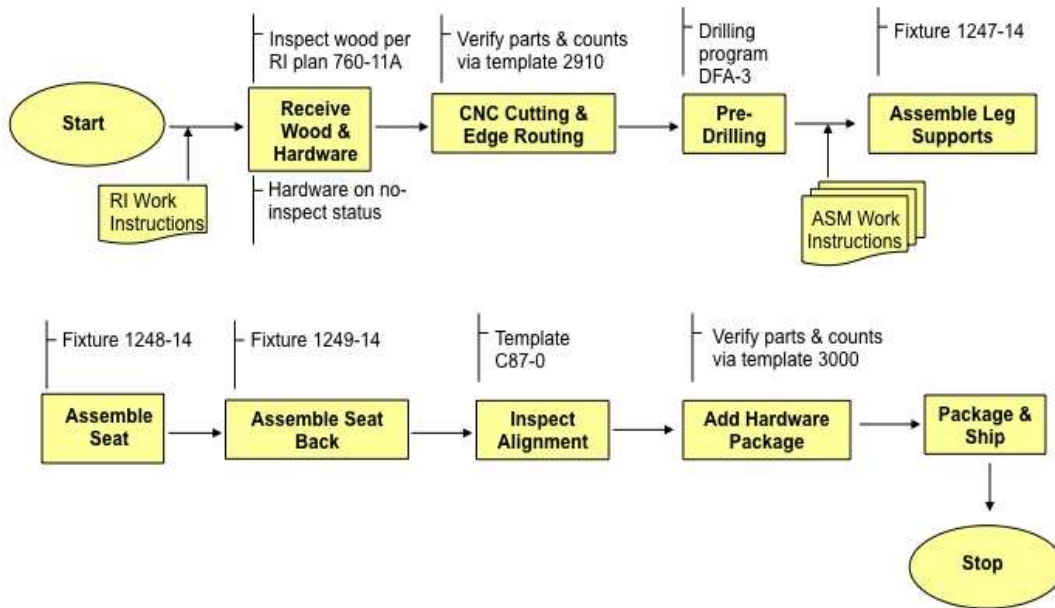 Inspect wood per
RI plan 760-11A
Verify parts & counts
via template 2910
Drilling
program
DFA-3
Fixture 1247-14
Start
Receive
Wood &
Hardware
CNC Cutting &
Edge Routing
Pre-
Drilling
Assemble Leg
Supports
RI Work
Instructions
Hardware on no-
inspect status
ASM Work
Instructions
Fixture 1248-14
Fixture 1249-14
Template
C87-0
Verify parts & counts
via template 3000
Assemble
Seat
Assemble Seat
Back
Inspect
Alignment
Add Hardware
Package
Package &
Ship
Stop